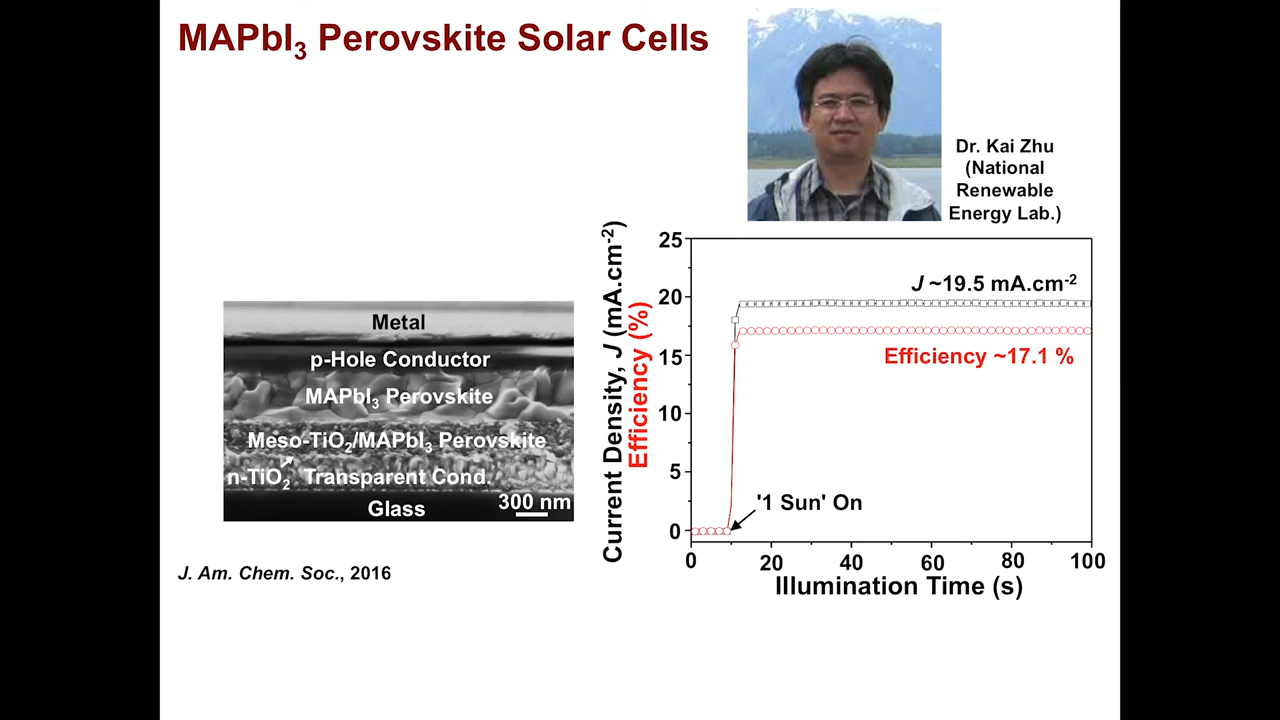 MAPbI₃ Perovskite Solar Cells
Dr. Kai Zhu
(National
Renewable
Energy Lab.)
Metal
p-Hole Conductor
MAPbI₃ Perovskite
Meso-TiO₂/MAPbI₃ Perovskite
n-TiO₂ Transparent Cond.
Glass
300 nm
J. Am. Chem. Soc., 2016
Current Density, J (mA.cm⁻²)
Efficiency (%)
25
20
15
10
5
0
J ~19.5 mA.cm⁻²
Efficiency ~17.1 %
'1 Sun' On
0 20 40 60 80 100
Illumination Time (s)